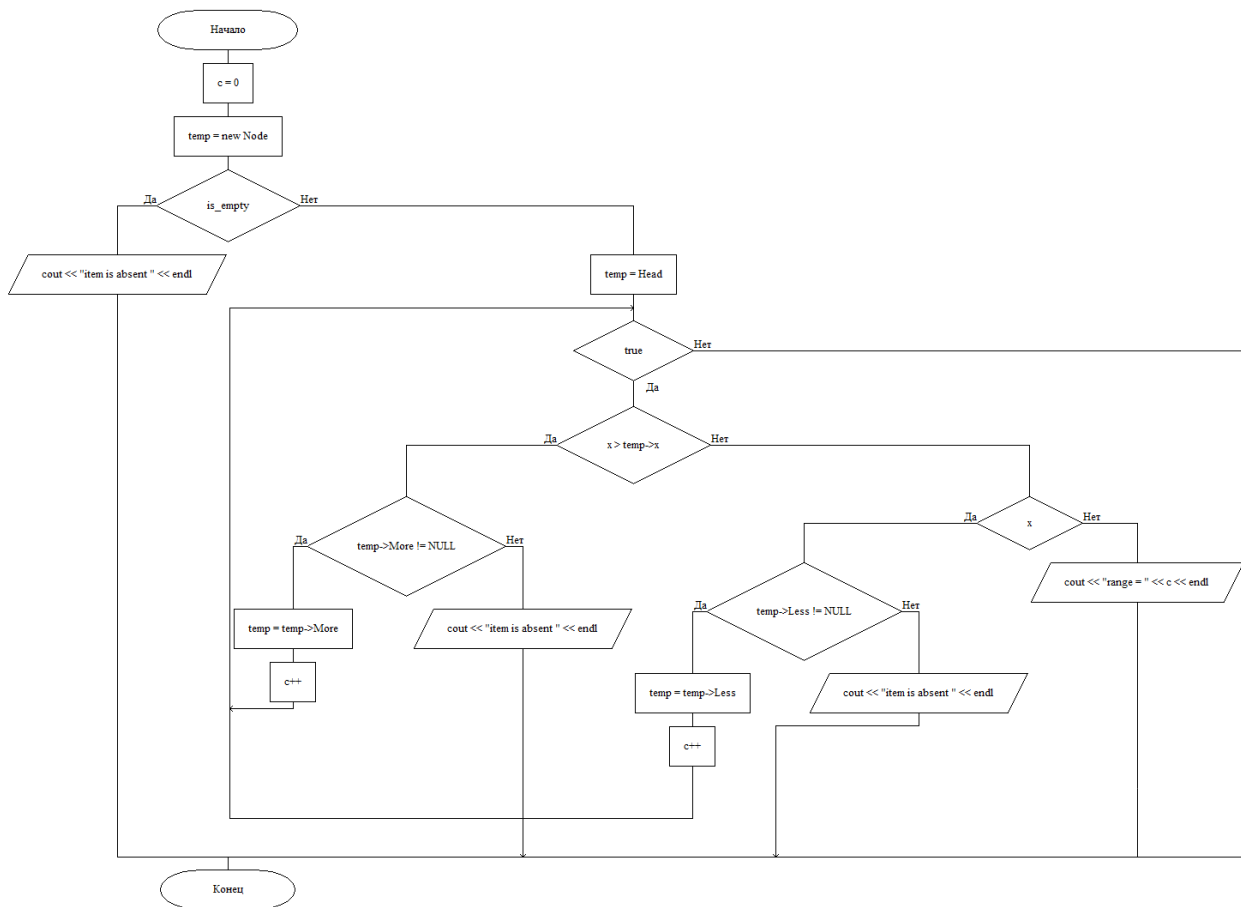 Начало
c = 0
temp = new Node
Да
is_empty
Нет
cout << "item is absent " << endl
temp = Head
true
Нет
Да
Да
x > temp->x
Нет
Да
x
Нет
Да
temp->More != NULL
Нет
cout << "range = " << c << endl
Да
temp->Less != NULL
Нет
temp = temp->More
cout << "item is absent " << endl
c++
temp = temp->Less
cout << "item is absent " << endl
c++
Конец